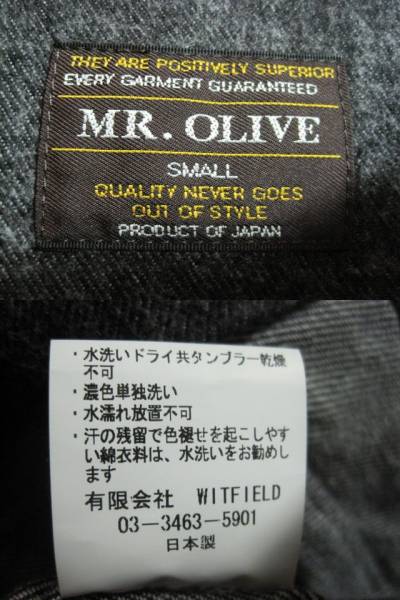 THEY ARE POSITIVELY SUPERIOR
EVERY GARMENT GUARANTEED
MR. OLIVE
SMALL
QUALITY NEVER GOES
OUT OF STYLE
PRODUCT OF JAPAN
・水洗いドライ共タンブラー乾燥
不可
・濃色単独洗い
・水濡れ放置不可
・汗の残留で色褪せを起こしやす
い綿衣料は、水洗いをお勧めし
ます
有限会社 WITFIELD
03-3463-5901
日本製